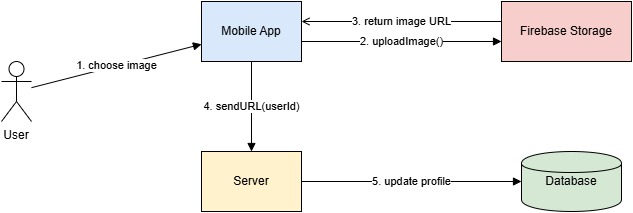 Mobile App
3. return image URL
2. uploadImage()
Firebase Storage
1. choose image
User
4. sendURL(userId)
Server
5. update profile
Database